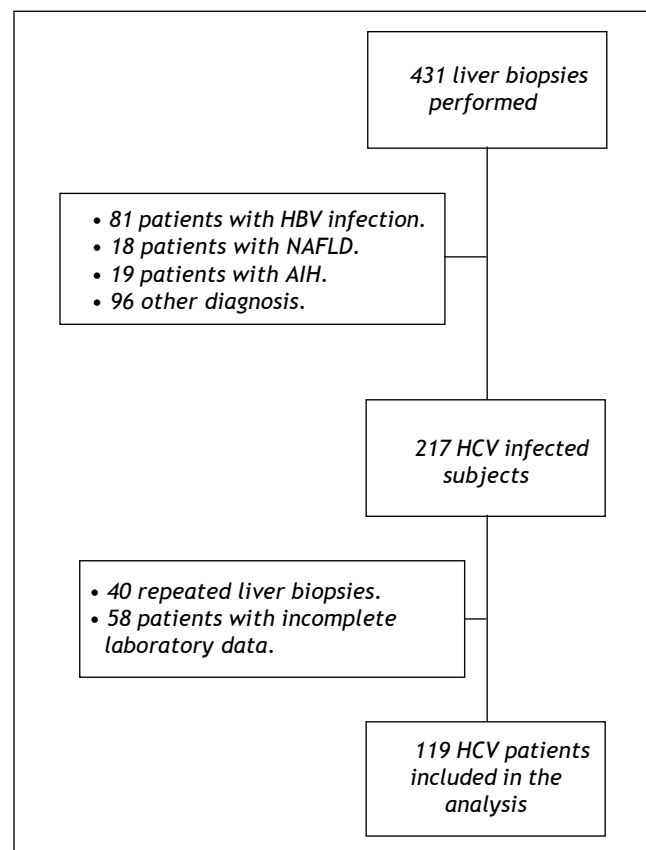 431 liver biopsies
performed
• 81 patients with HBV infection.
• 18 patients with NAFLD.
• 19 patients with AIH.
• 96 other diagnosis.
217 HCV infected
subjects
• 40 repeated liver biopsies.
• 58 patients with incomplete
laboratory data.
119 HCV patients
included in the
analysis